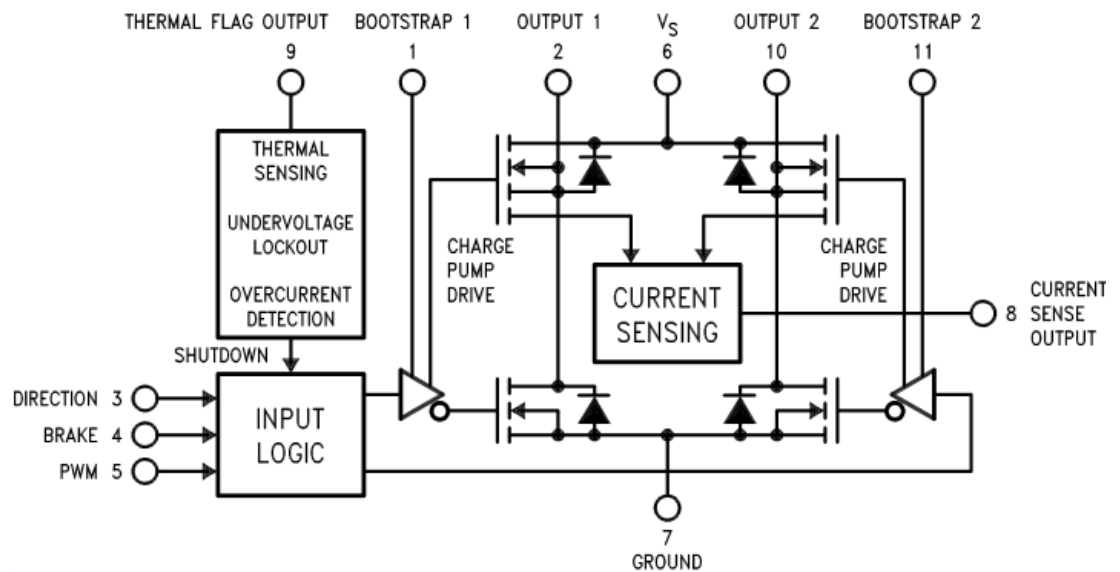 THERMAL FLAG OUTPUT
9
BOOTSTRAP 1
1
OUTPUT 1
2
VS
6
OUTPUT 2
10
BOOTSTRAP 2
11
THERMAL
SENSING
UNDERVOLTAGE
LOCKOUT
OVERCURRENT
DETECTION
SHUTDOWN
CHARGE
PUMP
DRIVE
CURRENT
SENSING
CHARGE
PUMP
DRIVE
8 CURRENT
SENSE
OUTPUT
DIRECTION 3
BRAKE 4
PWM 5
INPUT
LOGIC
7
GROUND